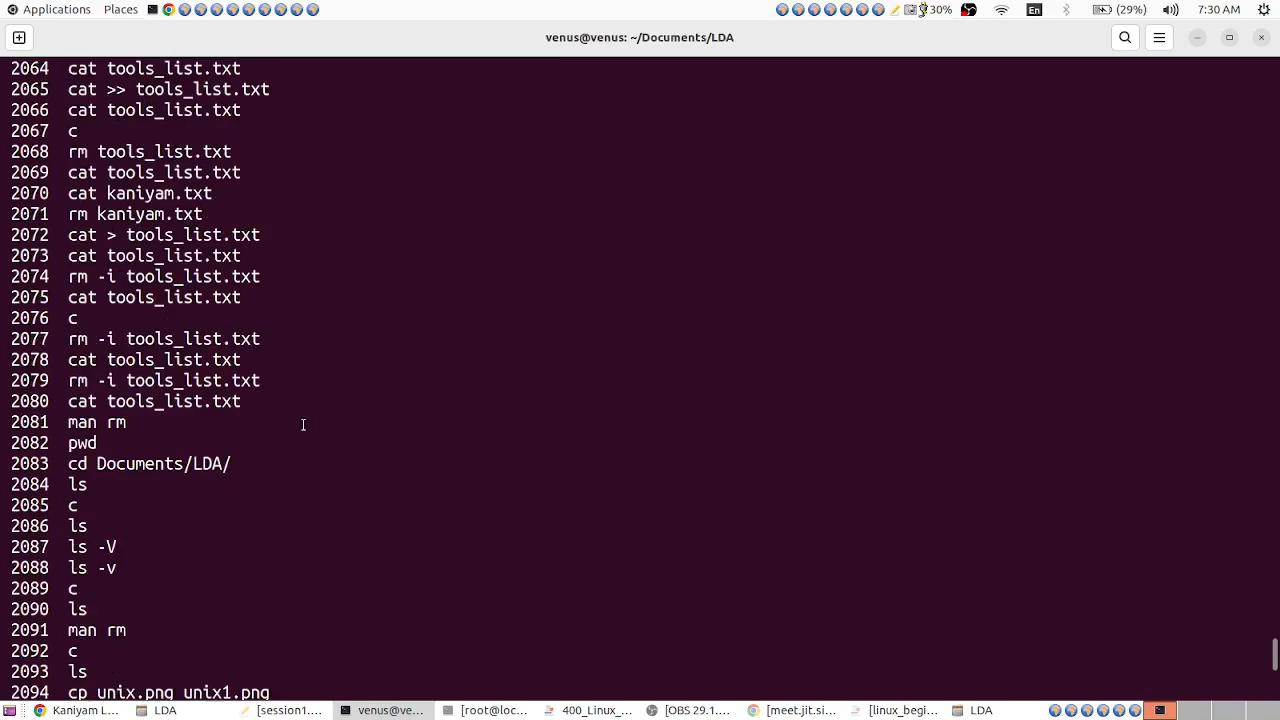 Applications Places 30% En (29%) 7:30 AM
venus@venus: ~/Documents/LDA
2064 cat tools_list.txt
2065 cat >> tools_list.txt
2066 cat tools_list.txt
2067 c
2068 rm tools_list.txt
2069 cat tools_list.txt
2070 cat kaniyam.txt
2071 rm kaniyam.txt
2072 cat > tools_list.txt
2073 cat tools_list.txt
2074 rm -i tools_list.txt
2075 cat tools_list.txt
2076 c
2077 rm -i tools_list.txt
2078 cat tools_list.txt
2079 rm -i tools_list.txt
2080 cat tools_list.txt
2081 man rm
2082 pwd
2083 cd Documents/LDA/
2084 ls
2085 c
2086 ls
2087 ls -V
2088 ls -v
2089 c
2090 ls
2091 man rm
2092 c
2093 ls
2094 cp unix.png unix1.png
Kaniyam L... LDA [session1.... venus@ve... [root@loc... 400_Linux_... [OBS 29.1.... [meet.jit.si... [linux_begi... LDA